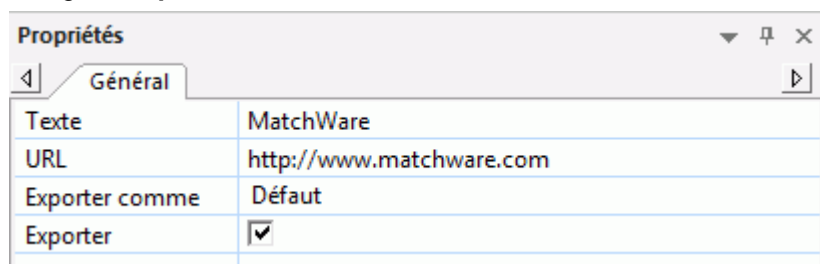 Propriétés
Général
Texte MatchWare
URL http://www.matchware.com
Exporter comme Défaut
Exporter